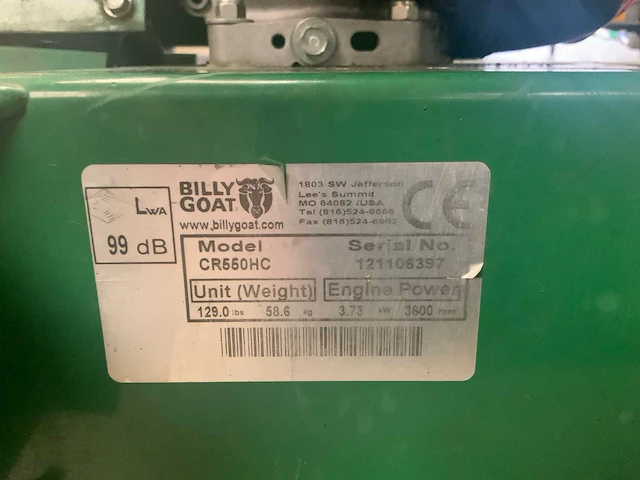 LWA
99 dB
BILLY GOAT
www.billygoat.com
1803 SW Jefferson
Lee's Summit
MO 64082 /USA
Tel (816)524-9666
Fax (816)524-6983
CE
Model Serial No.
CR550HC 121106397
Unit (Weight) Engine Power
129.0 lbs 58.6 kg 3.73 kW 3600 rpm